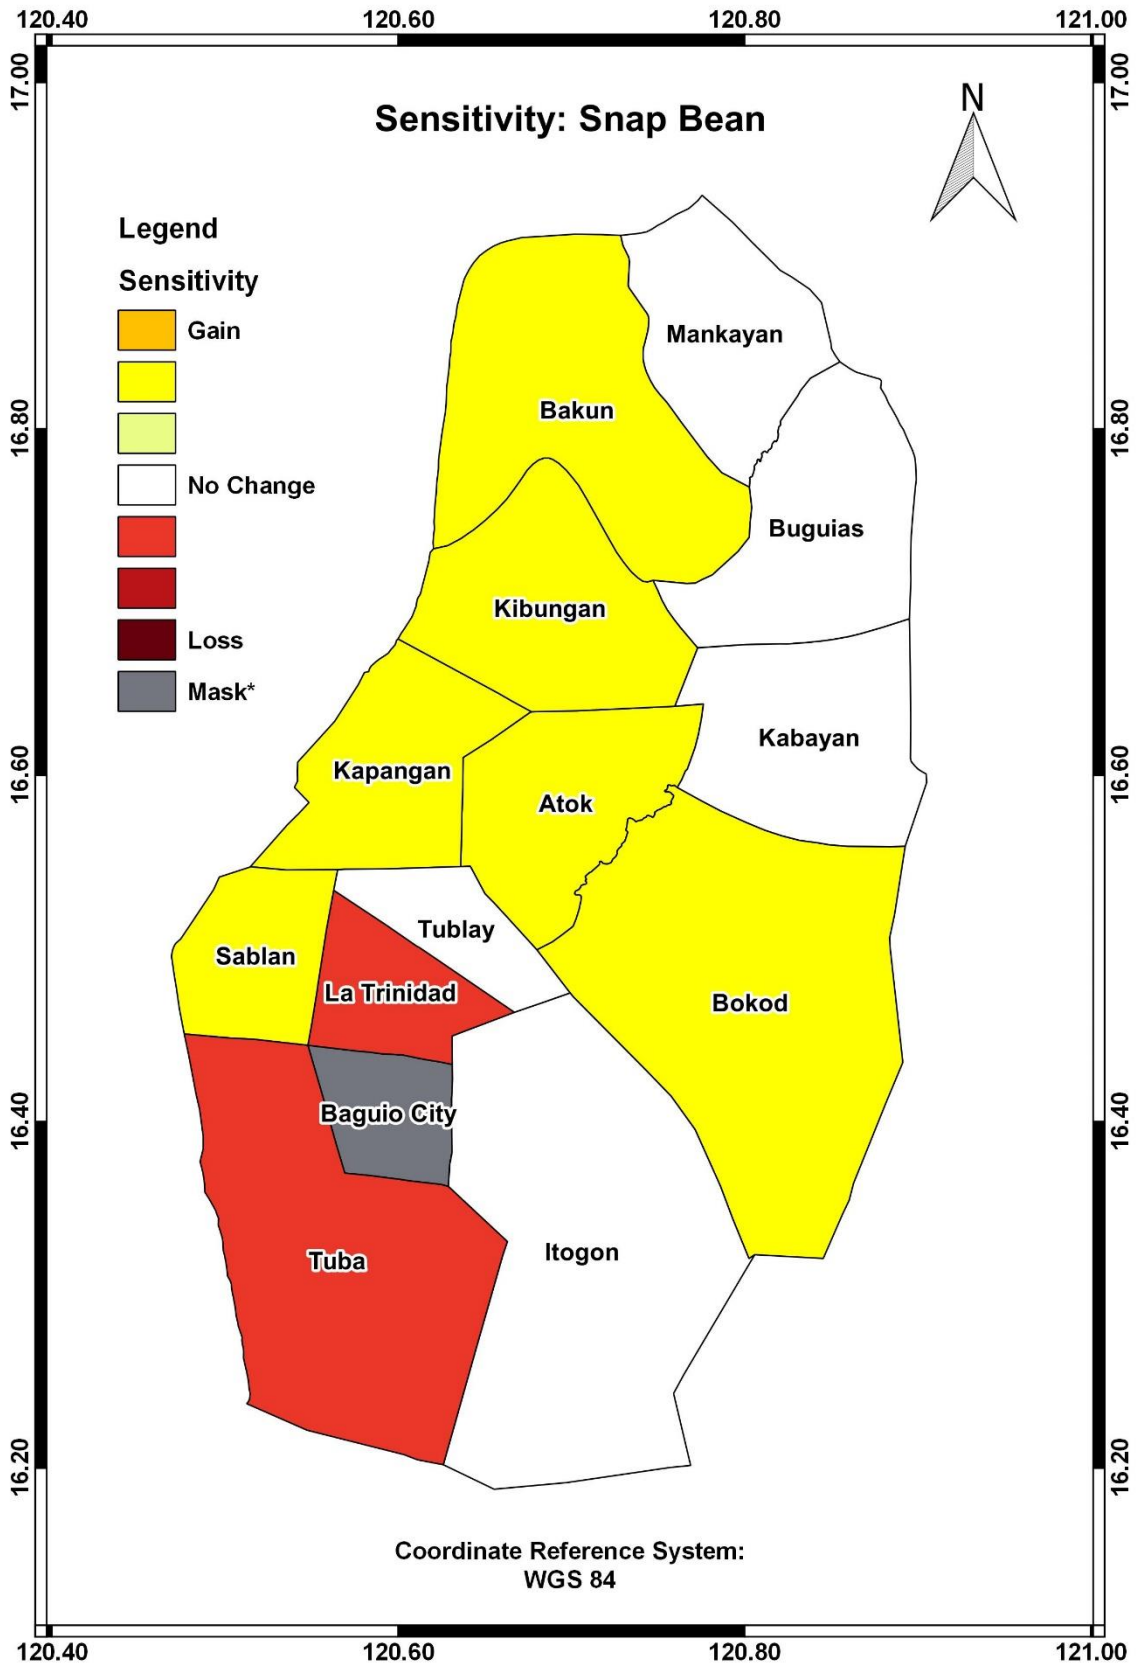 120.40 120.60 120.80 121.00
17.00 17.00
Sensitivity: Snap Bean
N
Legend
Sensitivity
Gain
No Change
Loss
Mask*
Mankayan
Bakun
16.80 16.80
Buguias
Kibungan
Kabayan
Kapangan
16.60 16.60
Atok
Tublay
Sablan
La Trinidad
Bokod
Baguio City
16.40 16.40
Itogon
Tuba
16.20 16.20
Coordinate Reference System:
WGS 84
120.40 120.60 120.80 121.00